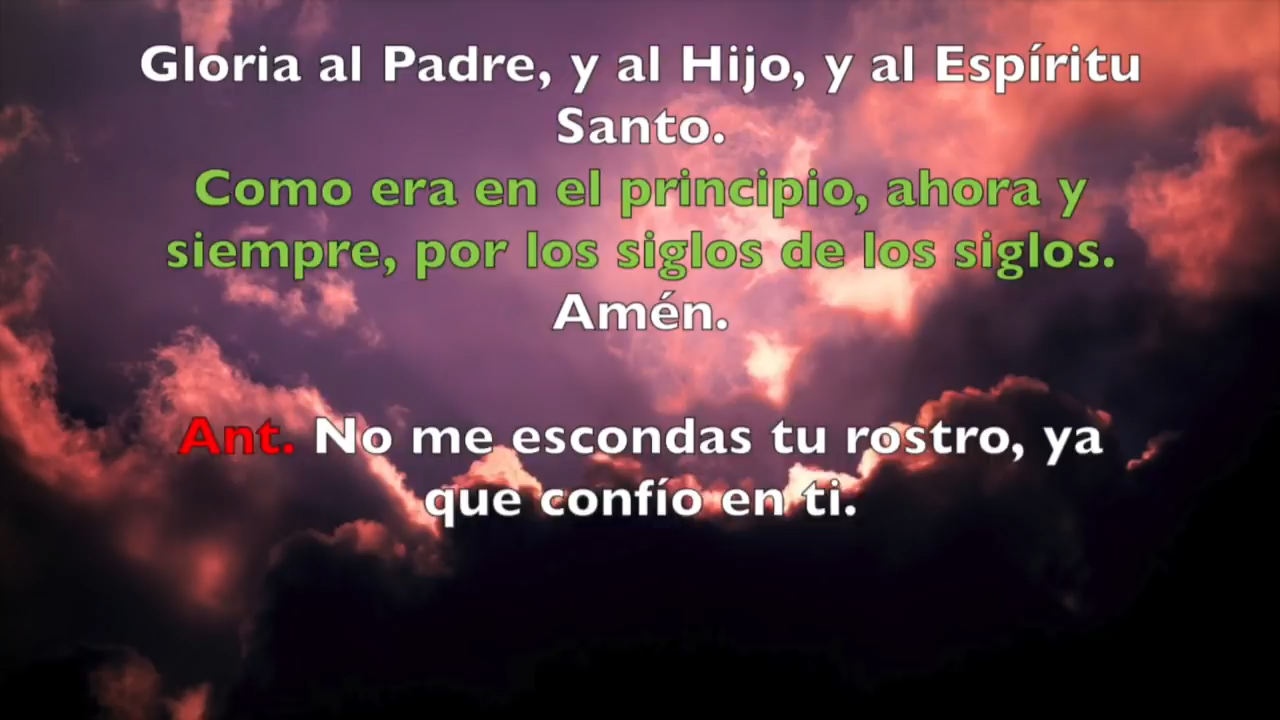 Gloria al Padre, y al Hijo, y al Espíritu
Santo.
Como era en el principio, ahora y
siempre, por los siglos de los siglos.
Amén.
Ant. No me escondas tu rostro, ya
que confío en ti.